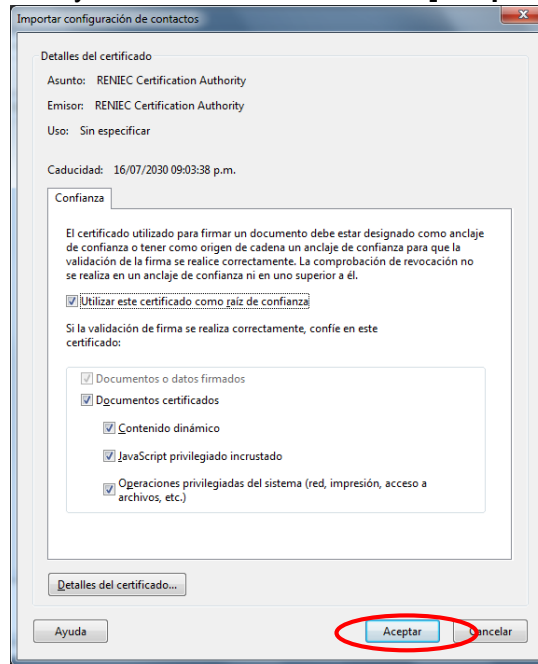 Importar configuración de contactos
Detalles del certificado
Asunto: RENIEC Certification Authority
Emisor: RENIEC Certification Authority
Uso: Sin especificar
Caducidad: 16/07/2030 09:03:38 p.m.
Confianza
El certificado utilizado para firmar un documento debe estar designado como anclaje
de confianza o tener como origen de cadena un anclaje de confianza para que la
validación de la firma se realice correctamente. La comprobación de revocación no
se realiza en un anclaje de confianza ni en uno superior a él.
Utilizar este certificado como raíz de confianza
Si la validación de firma se realiza correctamente, confíe en este
certificado:
Documentos o datos firmados
Documentos certificados
Contenido dinámico
JavaScript privilegiado incrustado
Operaciones privilegiadas del sistema (red, impresión, acceso a
archivos, etc.)
Detalles del certificado...
Ayuda
Aceptar
Cancelar